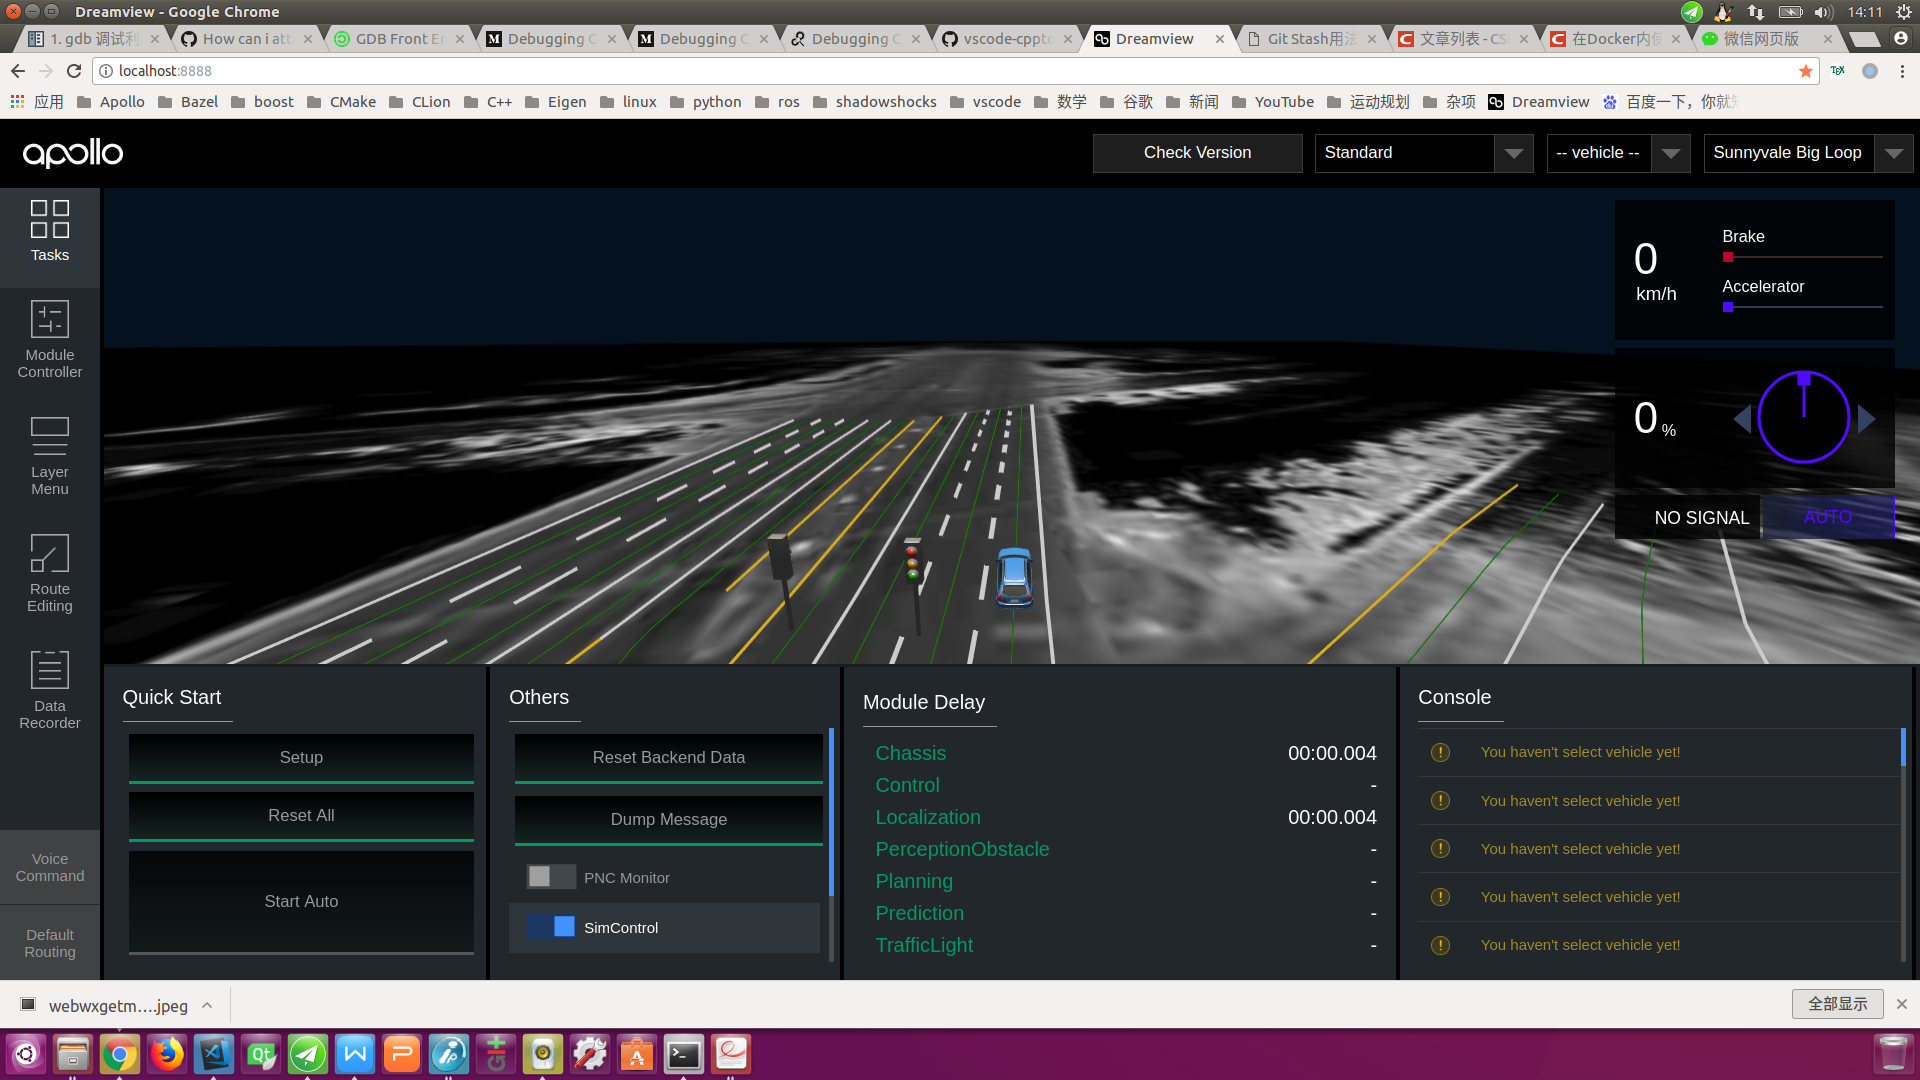 Dreamview - Google Chrome
14:11
1. gdb 调试利
How can i atta
GDB Front En
Debugging C
Debugging C
Debugging C
vscode-cppto
Dreamview
Git Stash用法
文章列表 - CS
在Docker内使
微信网页版
localhost:8888
应用
Apollo
Bazel
boost
CMake
CLion
C++
Eigen
linux
python
ros
shadowshocks
vscode
数学
谷歌
新闻
YouTube
运动规划
杂项
Dreamview
百度一下，你就知
apollo
Check Version
Standard
-- vehicle --
Sunnyvale Big Loop
Tasks
Module
Controller
Layer
Menu
Route
Editing
Data
Recorder
Voice
Command
Default
Routing
0
km/h
Brake
Accelerator
0 %
NO SIGNAL
AUTO
Quick Start
Setup
Reset All
Start Auto
Others
Reset Backend Data
Dump Message
PNC Monitor
SimControl
Module Delay
Chassis 00:00.004
Control -
Localization 00:00.004
PerceptionObstacle -
Planning -
Prediction -
TrafficLight -
Console
You haven't select vehicle yet!
You haven't select vehicle yet!
You haven't select vehicle yet!
You haven't select vehicle yet!
You haven't select vehicle yet!
webwxgetm....jpeg
全部显示